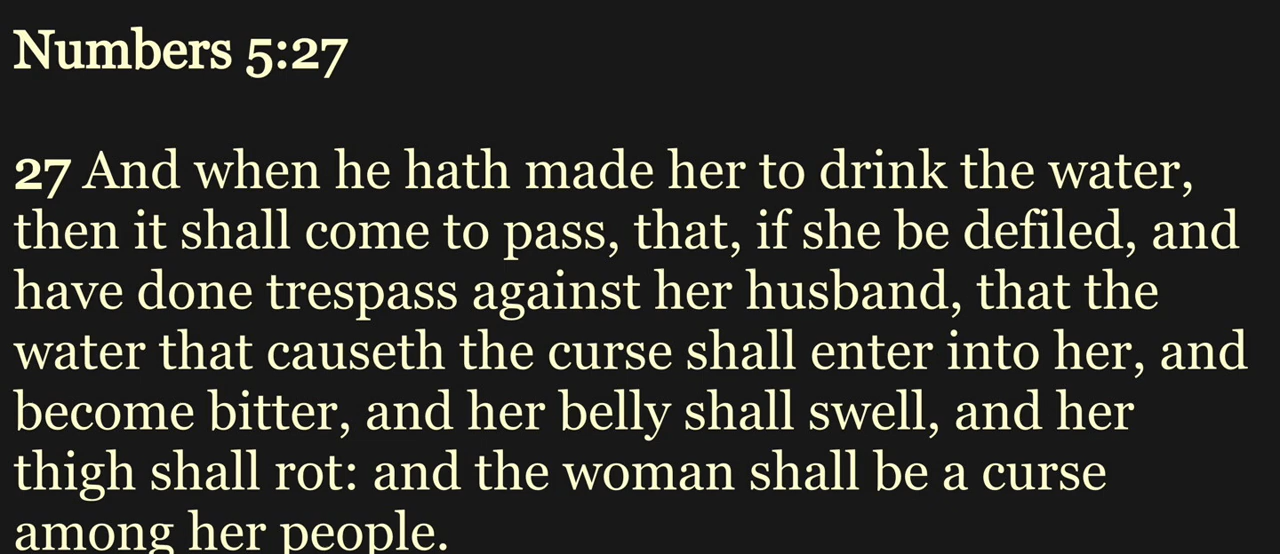 Numbers 5:27
27 And when he hath made her to drink the water,
then it shall come to pass, that, if she be defiled, and
have done trespass against her husband, that the
water that causeth the curse shall enter into her, and
become bitter, and her belly shall swell, and her
thigh shall rot: and the woman shall be a curse
among her people.